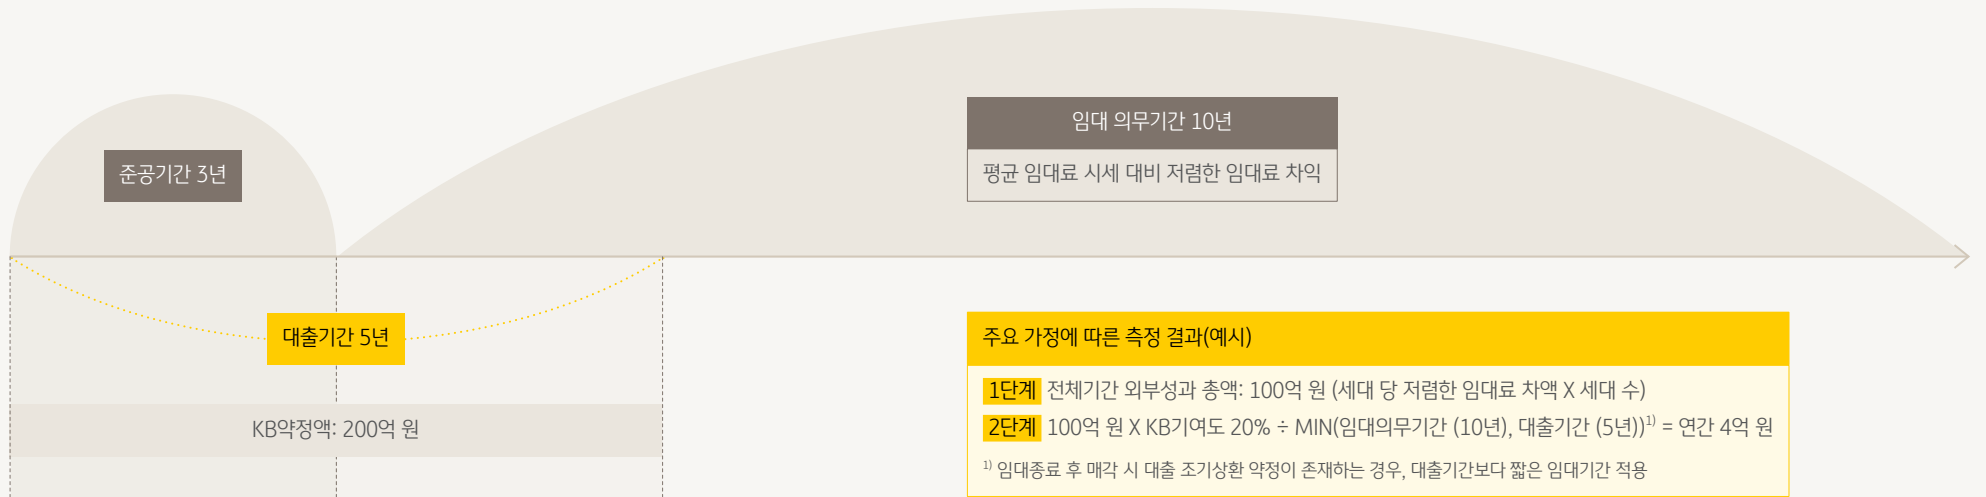 임대 의무기간 10년
평균 임대료 시세 대비 저렴한 임대료 차익
준공기간 3년
대출기간 5년
KB약정액: 200억 원
주요 가정에 따른 측정 결과(예시)
1단계 전체기간 외부성과 총액: 100억 원 (세대 당 저렴한 임대료 차액 X 세대 수)
2단계 100억 원 X KB기여도 20% ÷ MIN(임대의무기간 (10년), 대출기간 (5년))1) = 연간 4억 원
1) 임대종료 후 매각 시 대출 조기상환 약정이 존재하는 경우, 대출기간보다 짧은 임대기간 적용